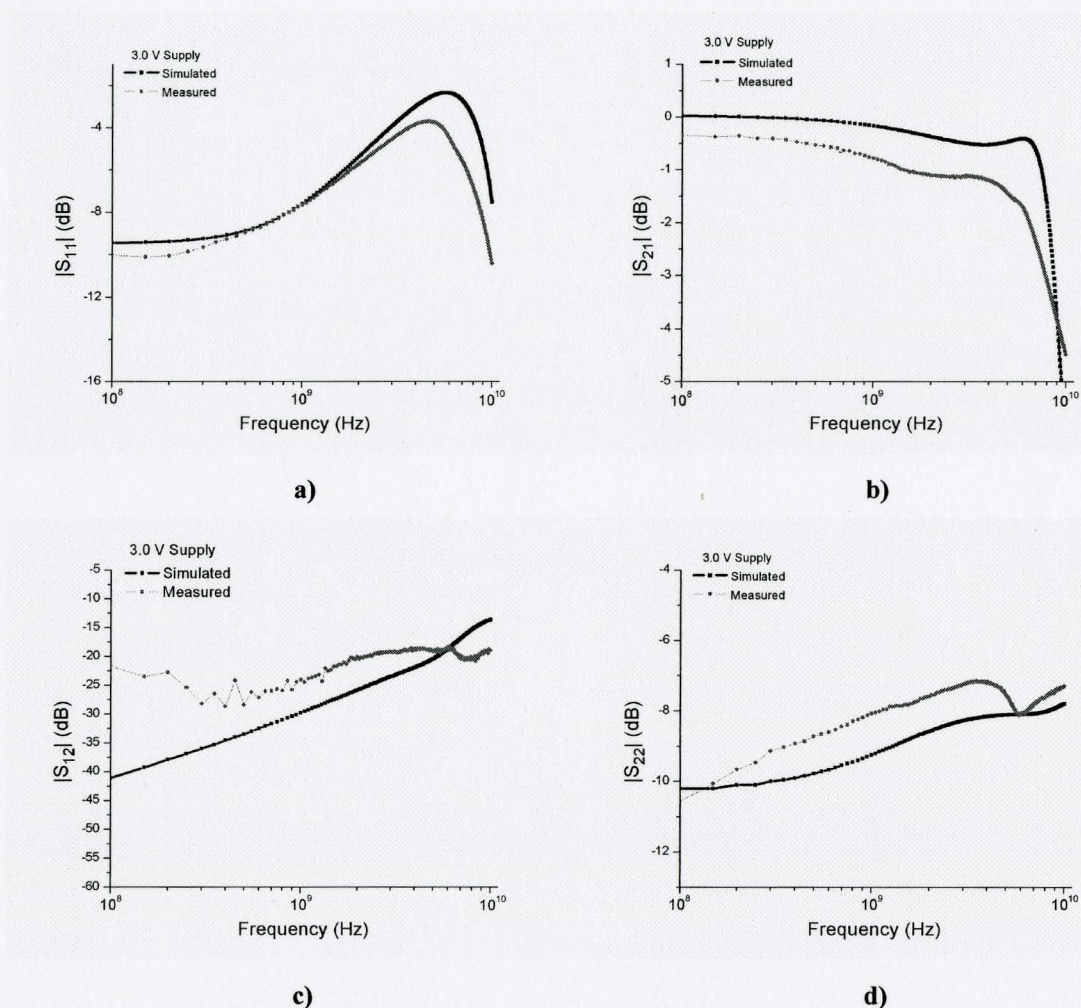 3.0 V Supply
Simulated
Measured
|S11| (dB)
-4
-8
-12
-16
10^8
10^9
10^10
Frequency (Hz)
a)
3.0 V Supply
Simulated
Measured
|S21| (dB)
1
0
-1
-2
-3
-4
-5
10^8
10^9
10^10
Frequency (Hz)
b)
3.0 V Supply
Simulated
Measured
|S12| (dB)
-5
-10
-15
-20
-25
-30
-35
-40
-45
-50
-55
-60
10^8
10^9
10^10
Frequency (Hz)
c)
3.0 V Supply
Simulated
Measured
|S22| (dB)
-4
-6
-8
-10
-12
10^8
10^9
10^10
Frequency (Hz)
d)